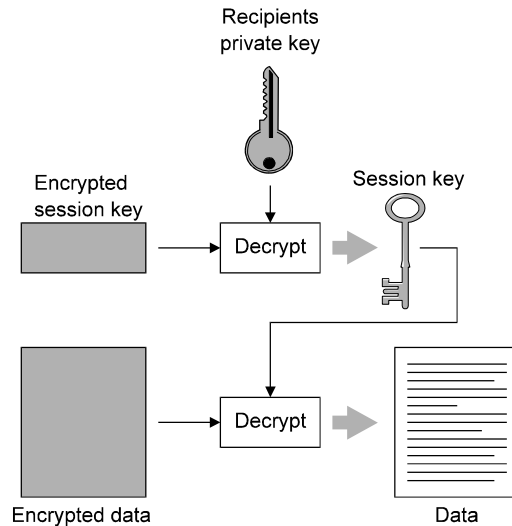 Recipients
private key
Encrypted
session key
Session key
Decrypt
Decrypt
Encrypted data
Data